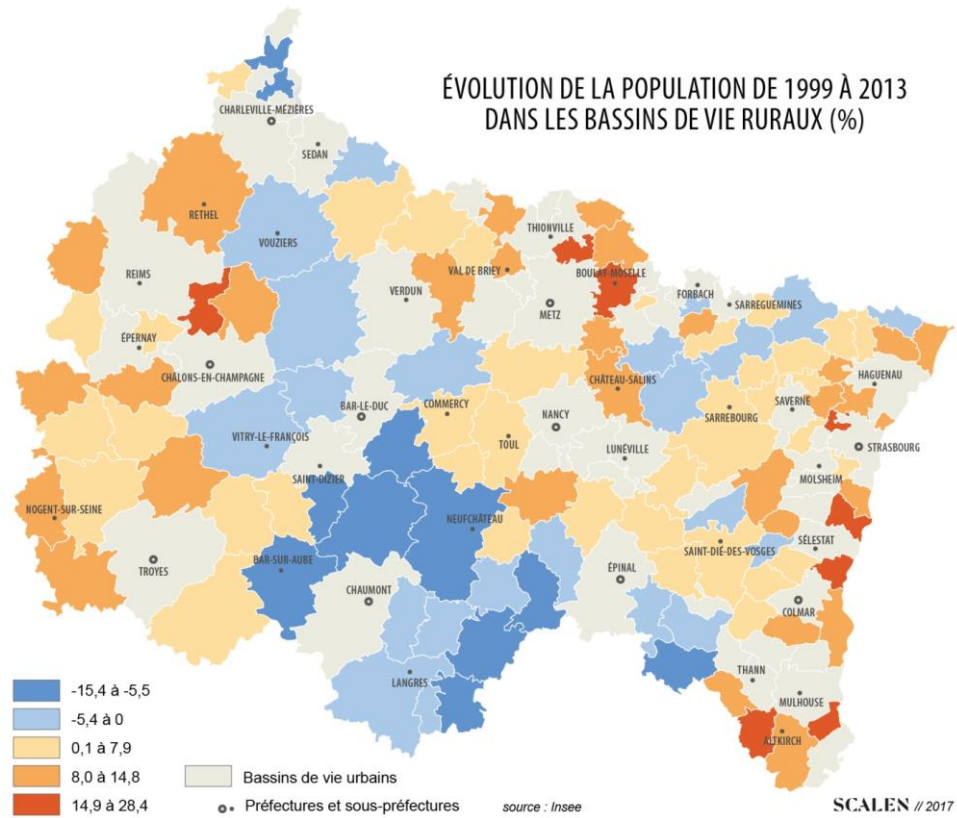 ÉVOLUTION DE LA POPULATION DE 1999 À 2013
DANS LES BASSINS DE VIE RURAUX (%)
CHARLEVILLE-MÉZIÈRES
SEDAN
RETHEL
VOUZIERS
THIONVILLE
REIMS
VERDUN
VAL DE BRIEY
BOULAY-MOSELLE
METZ
FORBACH
SARREGUEMINES
ÉPERNAY
CHÂLONS-EN-CHAMPAGNE
HAGUENAU
CHÂTEAU-SALINS
BAR-LE-DUC
COMMERCY
SARREBOURG
SAVERNE
NANCY
VITRY-LE-FRANÇOIS
TOUL
LUNÉVILLE
STRASBOURG
SAINT-DIZIER
MOLSHEIM
NOGENT-SUR-SEINE
NEUFCHÂTEAU
SAINT-DIÉ-DES-VOSGES
SÉLESTAT
BAR-SUR-AUBE
TROYES
ÉPINAL
CHAUMONT
COLMAR
LANGRES
THANN
MULHOUSE
ALTKIRCH
-15,4 à -5,5
-5,4 à 0
0,1 à 7,9
8,0 à 14,8
14,9 à 28,4
Bassins de vie urbains
Préfectures et sous-préfectures
source : Insee
SCALEN // 2017